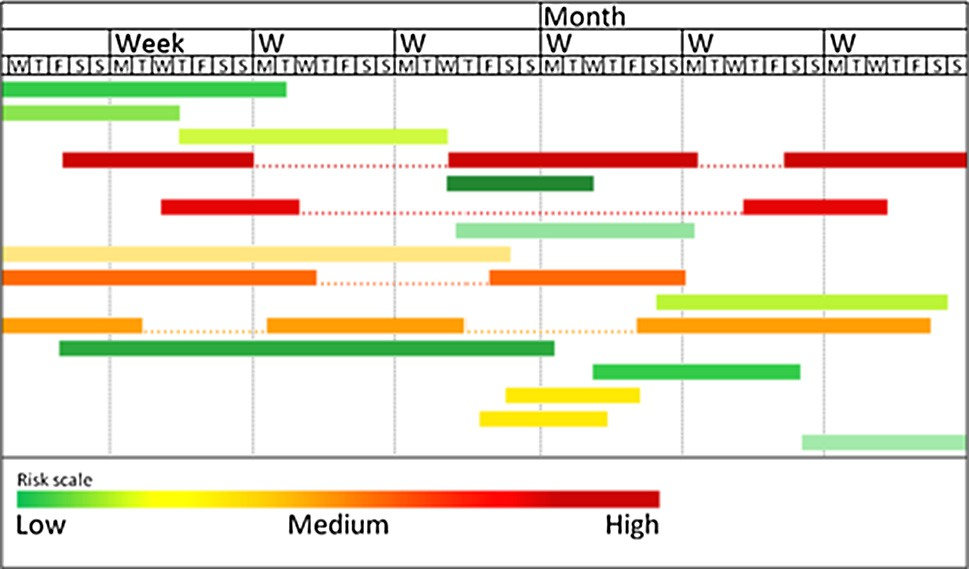 Month
Week W W W W W
W T F S S M T W T F S S M T W T F S S M T W T F S S M T W T F S S M T W T F S S M T W T F S S
Risk scale
Low Medium High